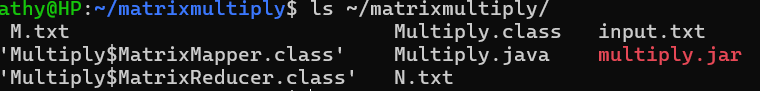 athy@HP:~/matrixmultiply$ ls ~/matrixmultiply/
 M.txt                          Multiply.class   input.txt
'Multiply$MatrixMapper.class'   Multiply.java    multiply.jar
'Multiply$MatrixReducer.class'   N.txt